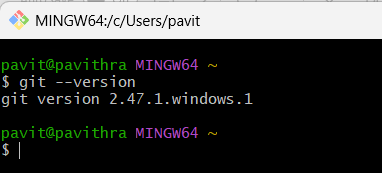 MINGW64:/c/Users/pavit
pavit@pavithra MINGW64 ~
$ git --version
git version 2.47.1.windows.1
pavit@pavithra MINGW64 ~
$